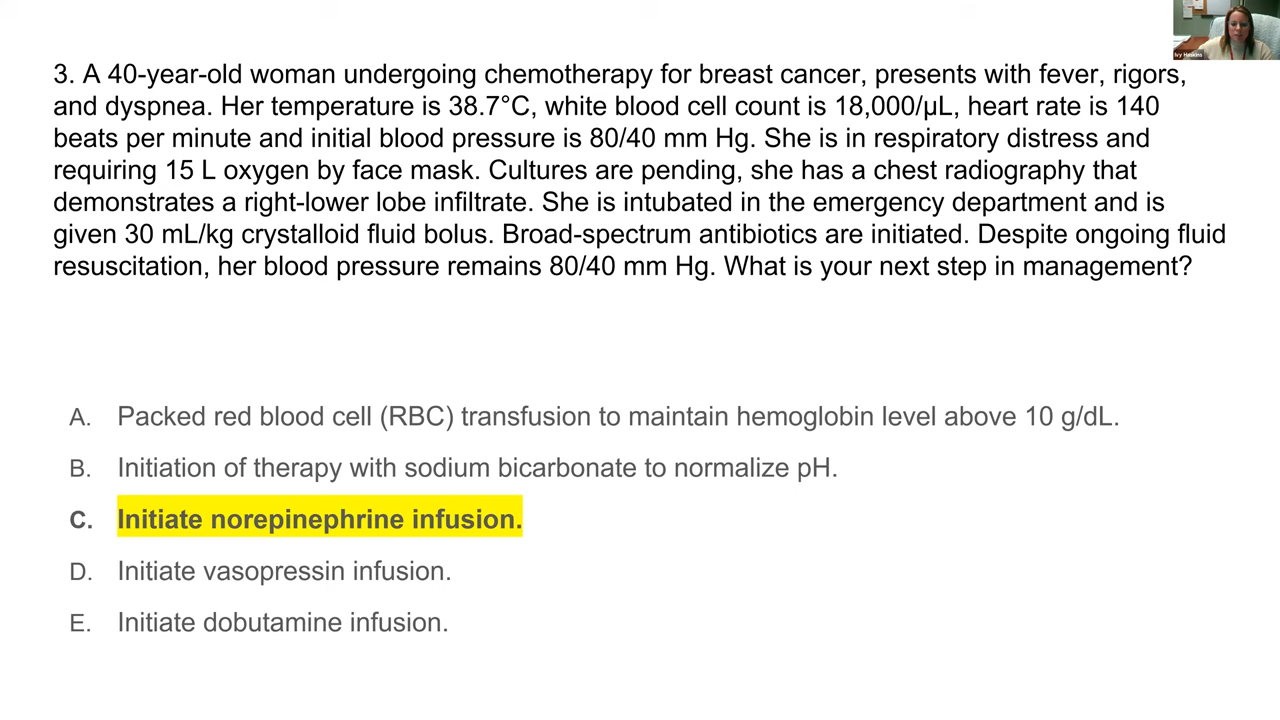 Ivy Hoskins
3. A 40-year-old woman undergoing chemotherapy for breast cancer, presents with fever, rigors,
and dyspnea. Her temperature is 38.7°C, white blood cell count is 18,000/µL, heart rate is 140
beats per minute and initial blood pressure is 80/40 mm Hg. She is in respiratory distress and
requiring 15 L oxygen by face mask. Cultures are pending, she has a chest radiography that
demonstrates a right-lower lobe infiltrate. She is intubated in the emergency department and is
given 30 mL/kg crystalloid fluid bolus. Broad-spectrum antibiotics are initiated. Despite ongoing fluid
resuscitation, her blood pressure remains 80/40 mm Hg. What is your next step in management?
A. Packed red blood cell (RBC) transfusion to maintain hemoglobin level above 10 g/dL.
B. Initiation of therapy with sodium bicarbonate to normalize pH.
C. Initiate norepinephrine infusion.
D. Initiate vasopressin infusion.
E. Initiate dobutamine infusion.